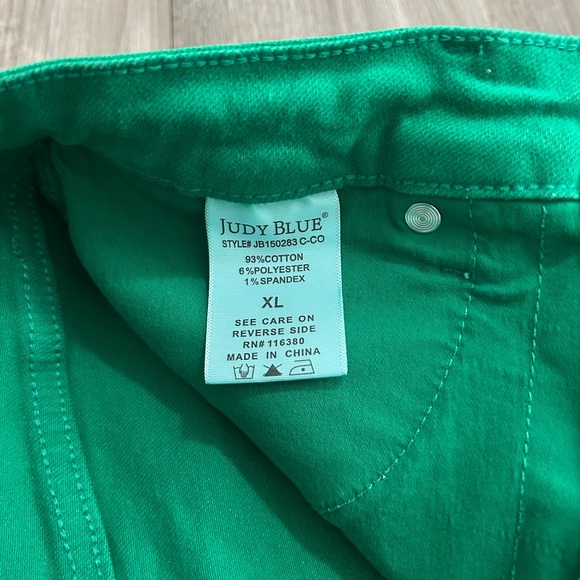 JUDY BLUE®
STYLE# JB150283 C-CO
93%COTTON
6%POLYESTER
1%SPANDEX
XL
SEE CARE ON
REVERSE SIDE
RN# 116380
MADE IN CHINA